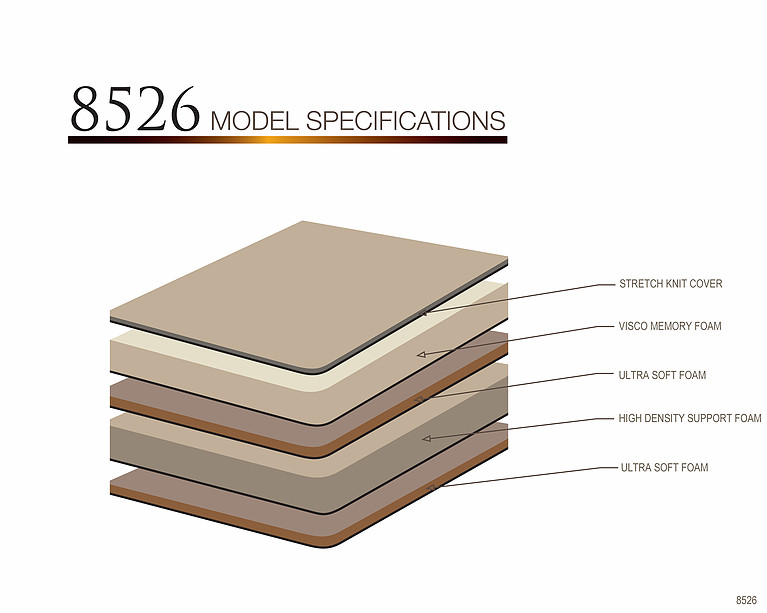 8526 MODEL SPECIFICATIONS
STRETCH KNIT COVER
VISCO MEMORY FOAM
ULTRA SOFT FOAM
HIGH DENSITY SUPPORT FOAM
ULTRA SOFT FOAM
8526